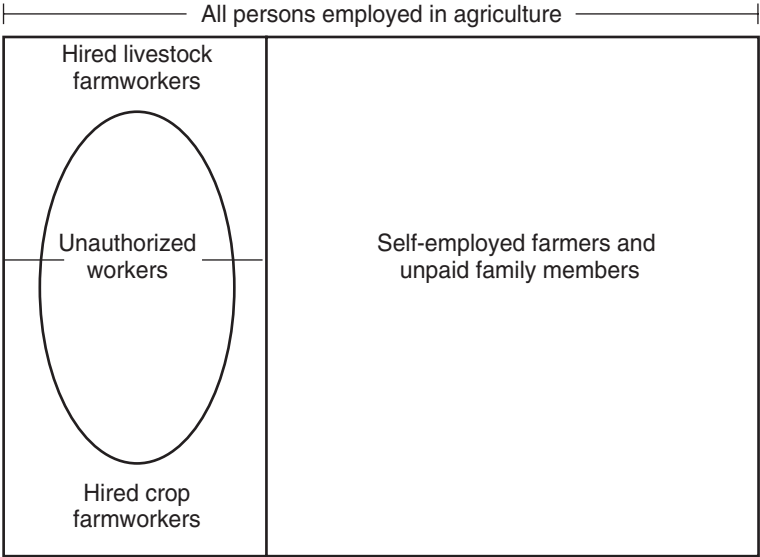 All persons employed in agriculture
Hired livestock
farmworkers
Unauthorized
workers
Self-employed farmers and
unpaid family members
Hired crop
farmworkers